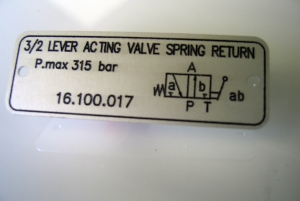 3/2 LEVER ACTING VALVE SPRING RETURN
P.max 315 bar
A
a b
ab
P T
16.100.017